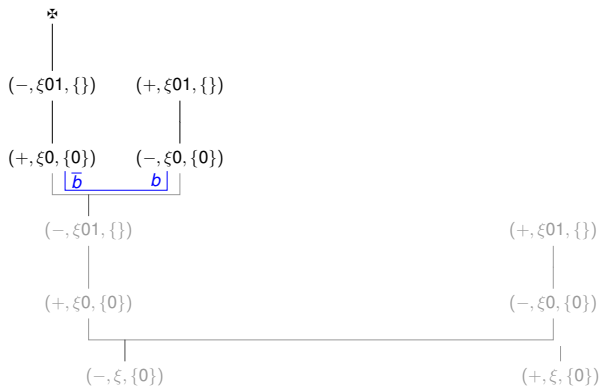 ✠
(−, ξ01, {}) (+, ξ01, {})
(+, ξ0, {0}) (−, ξ0, {0})
b̅ b
(−, ξ01, {}) (+, ξ01, {})
(+, ξ0, {0}) (−, ξ0, {0})
(−, ξ, {0}) (+, ξ, {0})